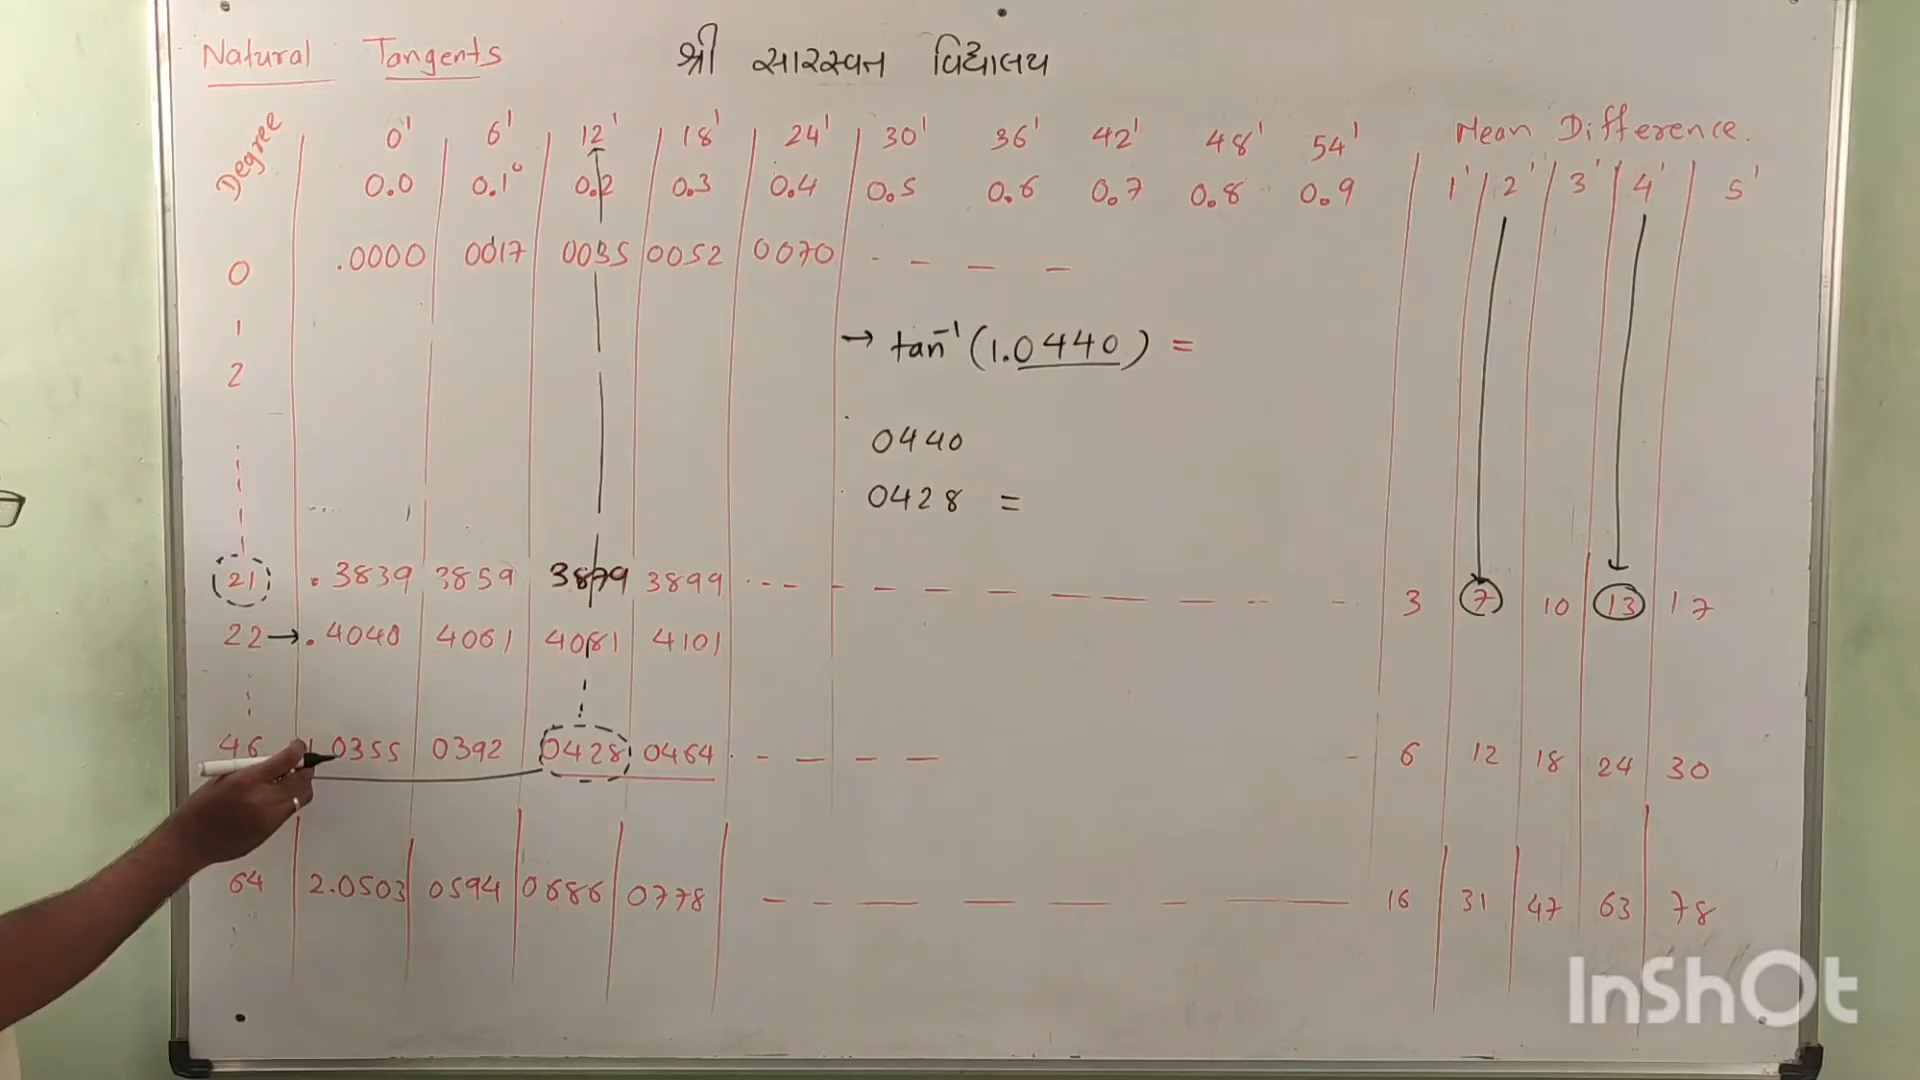 Natural Tangents શ્રી સારસ્વત વિદ્યાલય
Degree 0' 6' 12' 18' 24' 30' 36' 42' 48' 54' Mean Difference.
0.0 0.1° 0.2 0.3 0.4 0.5 0.6 0.7 0.8 0.9 1' 2' 3' 4' 5'
0 .0000 0017 0035 0052 0070
1
2
→ tan⁻¹(1.0440) =
0440
0428 =
21 .3839 3859 3879 3899 3 7 10 13 17
22 → .4040 4061 4081 4101
46 1.0355 0392 0428 0464 6 12 18 24 30
64 2.0503 0594 0686 0778 16 31 47 63 78
InShOt